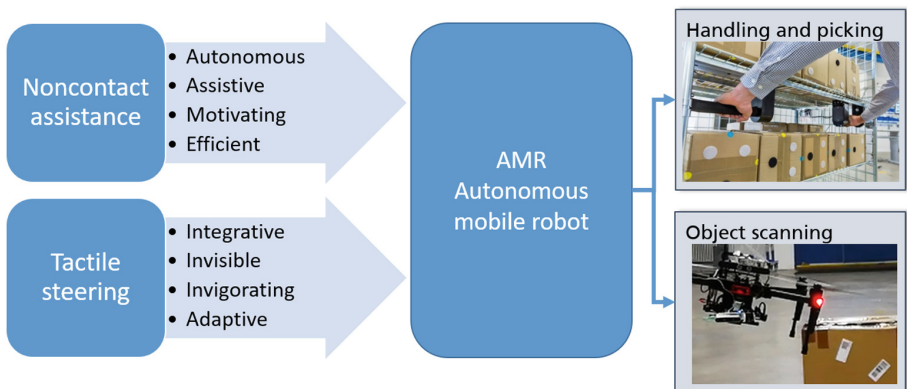 Noncontact
assistance
• Autonomous
• Assistive
• Motivating
• Efficient
Tactile
steering
• Integrative
• Invisible
• Invigorating
• Adaptive
AMR
Autonomous
mobile robot
Handling and picking
Object scanning